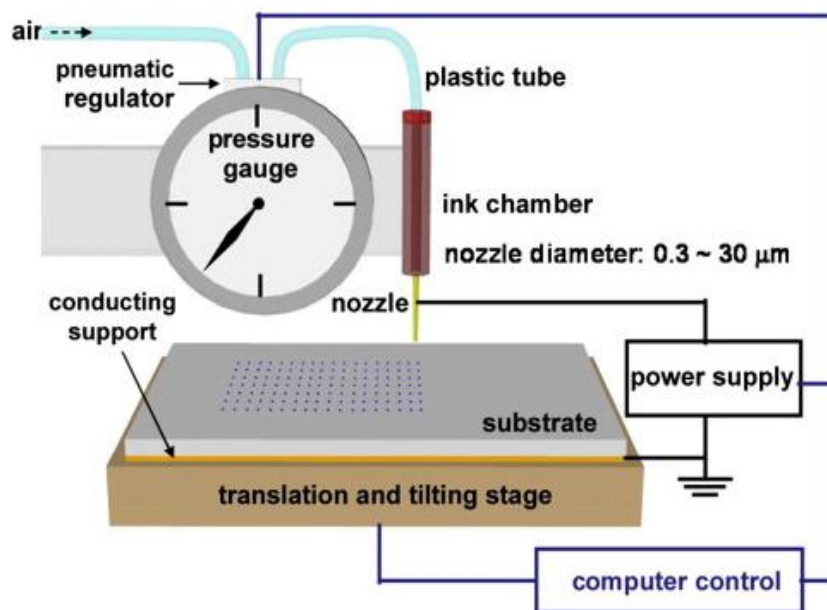 air
pneumatic
regulator
plastic tube
pressure
gauge
ink chamber
nozzle diameter: 0.3 ~ 30 μm
nozzle
conducting
support
power supply
substrate
translation and tilting stage
computer control